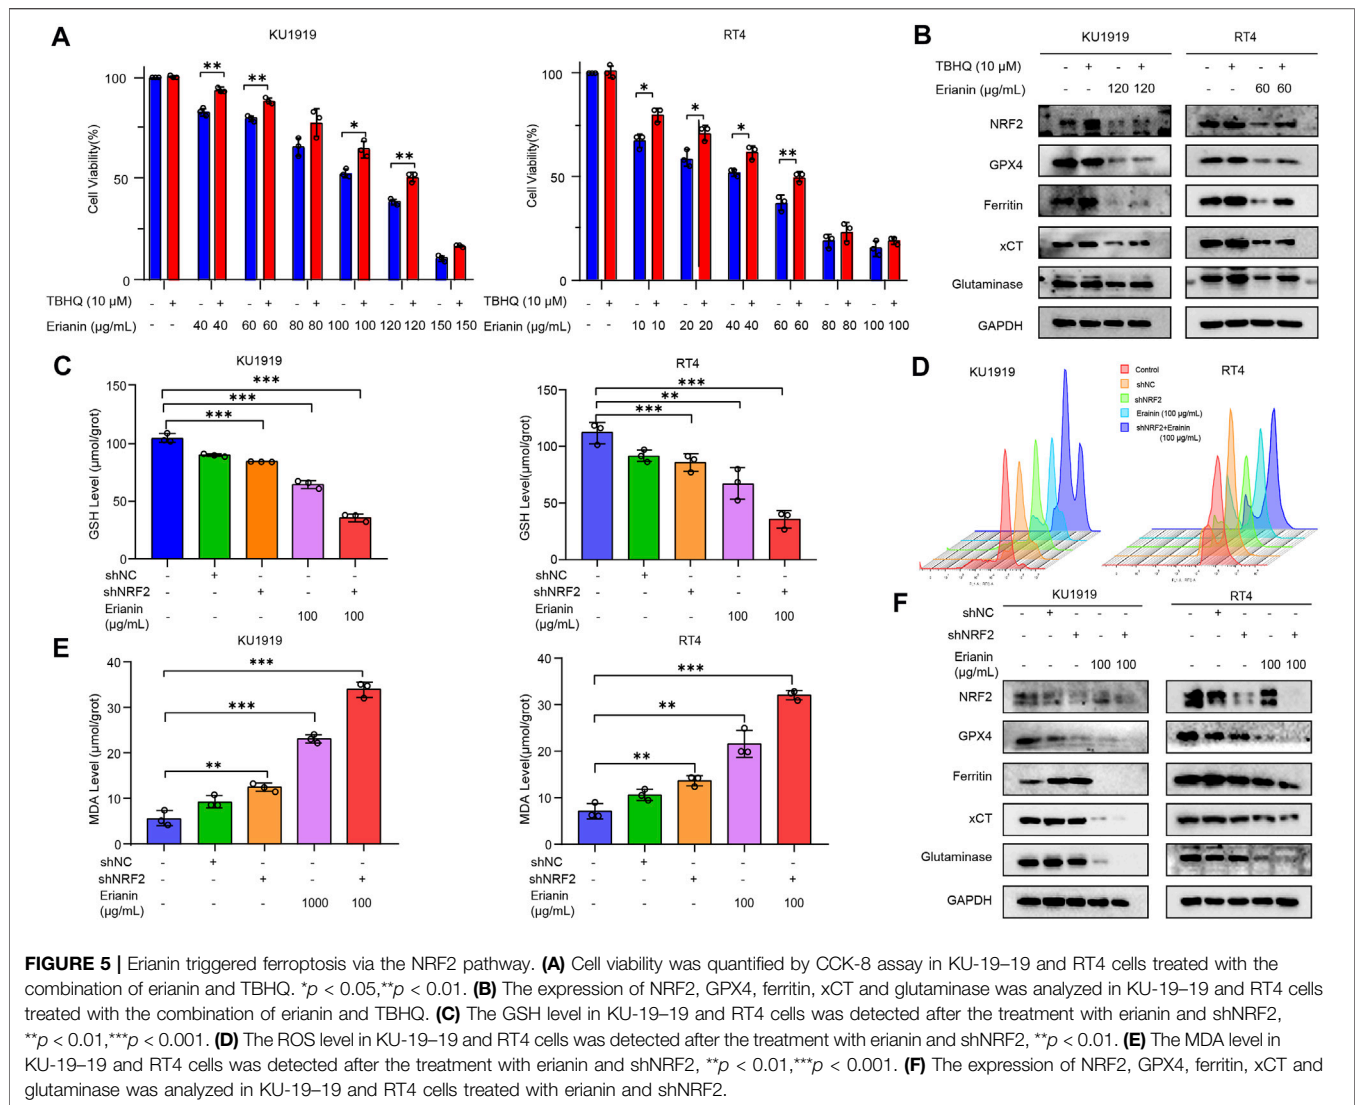 A
KU1919
Cell Viability(%)
100
50
0
** ** * **
TBHQ (10 μM) - + - + - + - + - + - + - +
Erianin (μg/mL) - - 40 40 60 60 80 80 100 100 120 120 150 150
RT4
Cell Viability(%)
100
50
0
* * * **
TBHQ (10 μM) - + - + - + - + - + - + - +
Erianin (μg/mL) - - 10 10 20 20 40 40 60 60 80 80 100 100
B
KU1919 RT4
TBHQ (10 μM) - + - + - + - +
Erianin (μg/mL) - - 120 120 - - 60 60
NRF2
GPX4
Ferritin
xCT
Glutaminase
GAPDH
C
KU1919
GSH Level (μmol/grot)
150
100
50
0
***
***
***
shNC - + - - -
shNRF2 - - + - +
Erianin
(μg/mL) - - - 100 100
RT4
GSH Level(μmol/grot)
150
100
50
0
***
**
***
- + - - -
- - + - +
- - - 100 100
D
KU1919
RT4
Control
shNC
shNRF2
Erainin (100 μg/mL)
shNRF2+Erainin
(100 μg/mL)
E
KU1919
MDA Level (μmol/grot)
40
30
20
10
0
***
***
**
shNC - + - - -
shNRF2 - - + - +
Erianin
(μg/mL) - - - 1000 100
RT4
MDA Level (μmol/grot)
40
30
20
10
0
***
**
**
- + - - -
- - + - +
- - - 100 100
F
KU1919 RT4
shNC - + - - - - + - - -
shNRF2 - - + - + - - + - +
Erianin
(μg/mL) - - - 100 100 - - - 100 100
NRF2
GPX4
Ferritin
xCT
Glutaminase
GAPDH
FIGURE 5 | Erianin triggered ferroptosis via the NRF2 pathway. (A) Cell viability was quantified by CCK-8 assay in KU-19–19 and RT4 cells treated with the
combination of erianin and TBHQ. *p < 0.05,**p < 0.01. (B) The expression of NRF2, GPX4, ferritin, xCT and glutaminase was analyzed in KU-19–19 and RT4 cells
treated with the combination of erianin and TBHQ. (C) The GSH level in KU-19–19 and RT4 cells was detected after the treatment with erianin and shNRF2,
**p < 0.01,***p < 0.001. (D) The ROS level in KU-19–19 and RT4 cells was detected after the treatment with erianin and shNRF2, **p < 0.01. (E) The MDA level in
KU-19–19 and RT4 cells was detected after the treatment with erianin and shNRF2, **p < 0.01,***p < 0.001. (F) The expression of NRF2, GPX4, ferritin, xCT and
glutaminase was analyzed in KU-19–19 and RT4 cells treated with erianin and shNRF2.